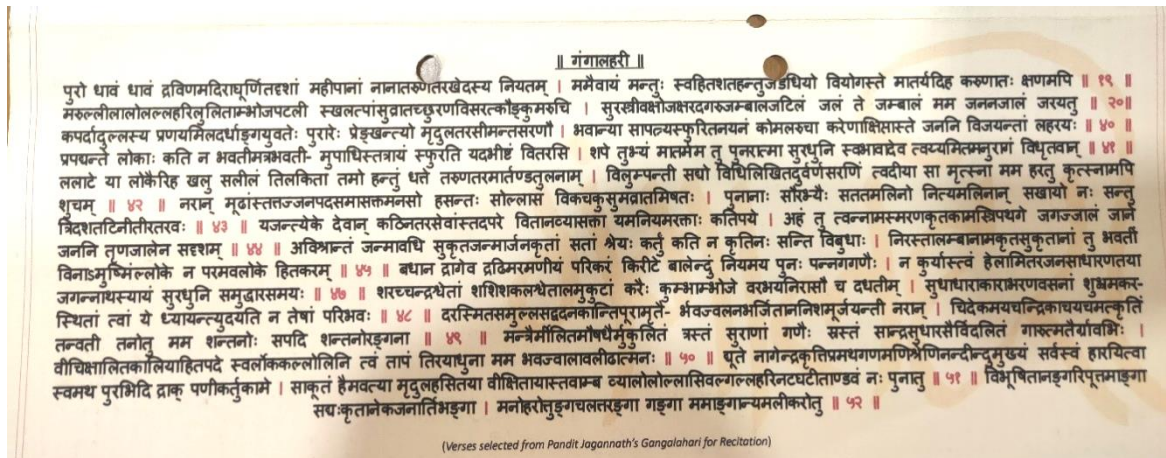 ॥ गंगालहरी ॥
पुरो धावं धावं द्रविणमदिराघूर्णितदृशां महीपानां नानातरुणतरखेदस्य नियतम् । ममैवायं मन्तुः स्वहितशतहन्तुर्जडधियो वियोगस्ते मातर्यदिह करुणातः क्षणमपि ॥ १९ ॥
मरुल्लीलालोलल्लहरिलुलिताम्भोजपटली स्खलत्पांसुव्रातच्छुरणविसरत्कौङ्कुमरुचि । सुरस्त्रीवक्षोजक्षरदगरुजम्बालजटिलं जलं ते जम्बालं मम जननजालं जरयतु ॥ २०॥
कपर्दादुल्लस्य प्रणयमिलदर्धाङ्गयुवतेः पुरारेः प्रेङ्खन्त्यो मृदुलतरसीमन्तसरणौ । भवान्या सापत्न्यस्फुरितनयनं कोमलरुचा करेणाक्षिप्तास्ते जननि विजयन्तां लहरयः ॥ ४० ॥
प्रपद्यन्ते लोकाः कति न भवतीमत्रभवती- मुपाधिस्तत्रायं स्फुरति यदभीष्टं वितरसि । शपे तुभ्यं मातर्मम तु पुनरात्मा सुरधुनि स्वभावादेव त्वय्यमितमनुरागं विधृतवान् ॥ ४१ ॥
ललाटे या लोकैरिह खलु सलीलं तिलकिता तमो हन्तुं धत्ते तरुणतरमार्तण्डतुलनाम् । विलुम्पन्ती सद्यो विधिलिखितदुर्वर्णसरणिं त्वदीया सा मृत्स्ना मम हरतु कृत्स्नामपि
शुचम् ॥ ४२ ॥ नरान् मूढांस्तत्तज्जनपदसमासक्तमनसो हसन्तः सोल्लासं विकचकुसुमव्रातमिषतः । पुनानाः सौरभ्यैः सततमलिनो नित्यमलिनान् सखायो नः सन्तु
त्रिदशतटिनीतीरतरवः ॥ ४३ ॥ यजन्त्येके देवान् कठिनतरसेवांस्तदपरे वितानव्यासक्ता यमनियमरक्ताः कतिपये । अहं तु त्वन्नामस्मरणकृतकामस्त्रिपथगे जगज्जालं जाने
जननि तृणजालेन सदृशम् ॥ ४४ ॥ अविश्रान्तं जन्मावधि सुकृतजन्मार्जनकृतां सतां श्रेयः कर्तुं कति न कृतिनः सन्ति विबुधाः । निरस्तालम्बानामकृतसुकृतानां तु भवतीं
विनाऽमुष्मिंल्लोके न परमवलोके हितकरम् ॥ ४५ ॥ बधान द्रागेव द्रढिमरमणीयं परिकरं किरीटे बालेन्दुं नियमय पुनः पन्नगगणैः । न कुर्यास्त्वं हेलामितरजनसाधारणतया
जगन्नाथस्यायं सुरधुनि समुद्धारसमयः ॥ ४७ ॥ शरच्चन्द्रश्वेतां शशिशकलश्वेतालमुकुटां करैः कुम्भाम्भोजे वरभयनिरासौ च दधतीम् । सुधाधाराकाराभरणवसनां शुभ्रमकर-
स्थितां त्वां ये ध्यायन्त्युदयति न तेषां परिभवः ॥ ४८ ॥ दरस्मितसमुल्लसद्वदनकान्तिपूरामृतै- र्भवज्वलनभर्जिताननिशमूर्जयन्ती नरान् । चिदेकमयचन्द्रिकाचयचमत्कृतिं
तन्वती तनोतु मम शन्तनोः सपदि शन्तनोरङ्गना ॥ ४९ ॥ मन्त्रैर्मीलितमौषधैर्मुकुलितं त्रस्तं सुराणां गणैः स्रस्तं सान्द्रसुधारसैर्विदलितं गारुत्मतैर्ग्रावभिः ।
वीचिक्षालितकालियाहितपदे स्वर्लोककल्लोलिनि त्वं तापं तिरयाधुना मम भवज्वालावलीढात्मनः ॥ ५० ॥ द्यूते नागेन्द्रकृत्तिप्रमथगणमणिश्रेणिनन्दीन्दुमुख्यं सर्वस्वं हारयित्वा
स्वमथ पुरभिदि द्राक् पणीकर्तुकामे । साकूतं हैमवत्या मृदुलहसितया वीक्षितायास्तवाम्ब व्यालोलोल्लासिवल्गल्लहरिनटघटीताण्डवं नः पुनातु ॥ ५१ ॥ विभूषितानङ्गरिपूत्तमाङ्गा
सद्यःकृतानेकजनार्तिभङ्गा । मनोहरोत्तुङ्गचलत्तरङ्गा गङ्गा ममाङ्गान्यमलीकरोतु ॥ ५२ ॥
(Verses selected from Pandit Jagannath's Gangalahari for Recitation)